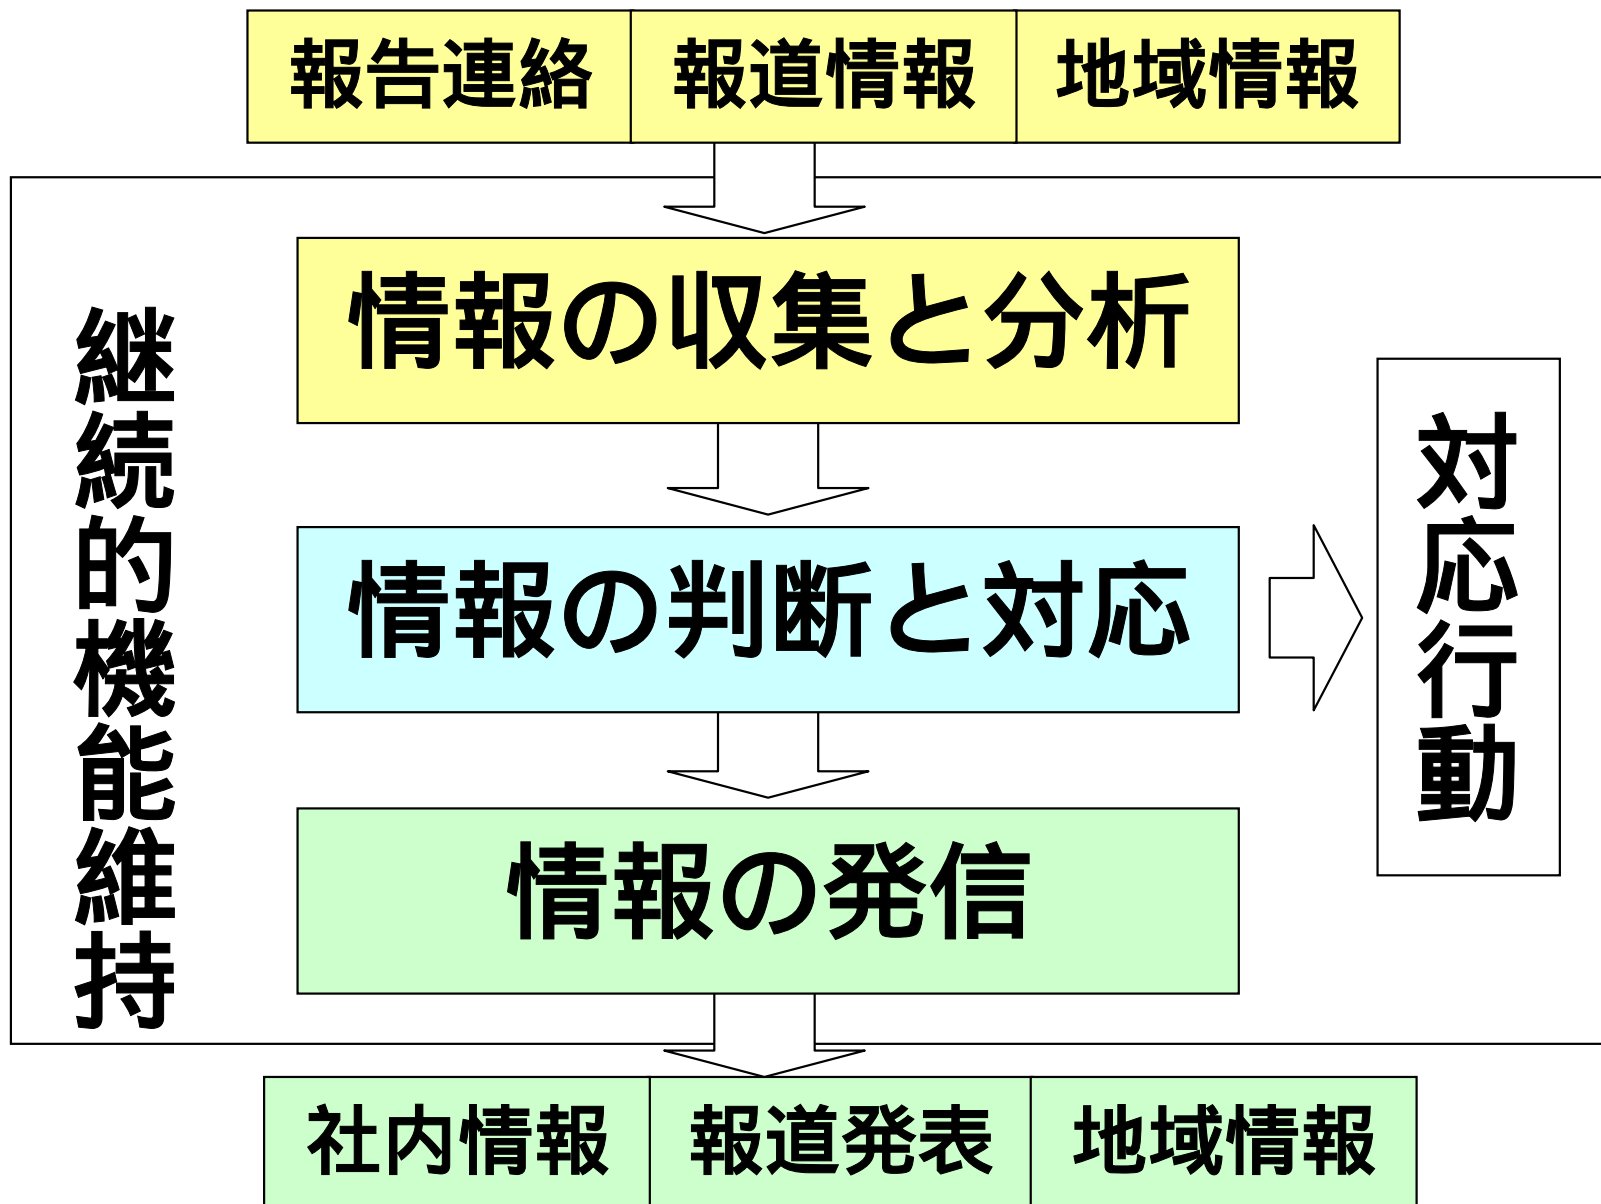 報告連絡
報道情報
地域情報
継続的機能維持
情報の収集と分析
情報の判断と対応
対応行動
情報の発信
社内情報
報道発表
地域情報